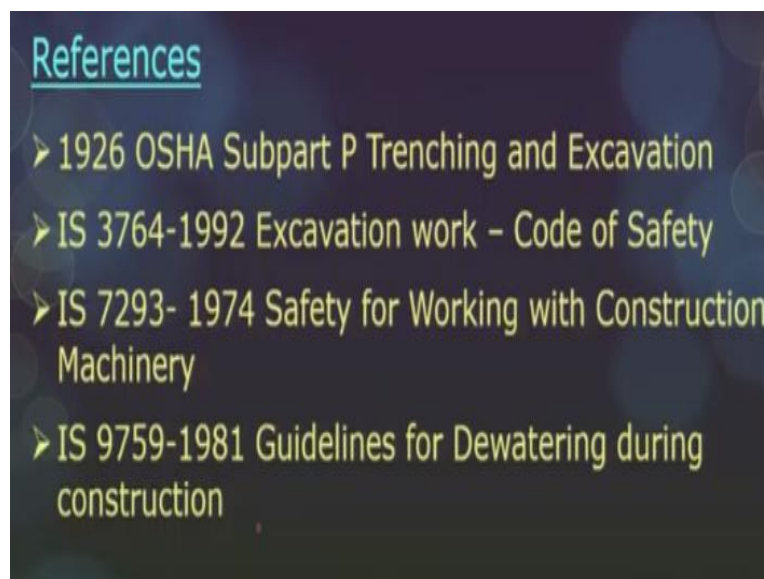 References
➢ 1926 OSHA Subpart P Trenching and Excavation
➢ IS 3764-1992 Excavation work – Code of Safety
➢ IS 7293- 1974 Safety for Working with Construction
Machinery
➢ IS 9759-1981 Guidelines for Dewatering during
construction